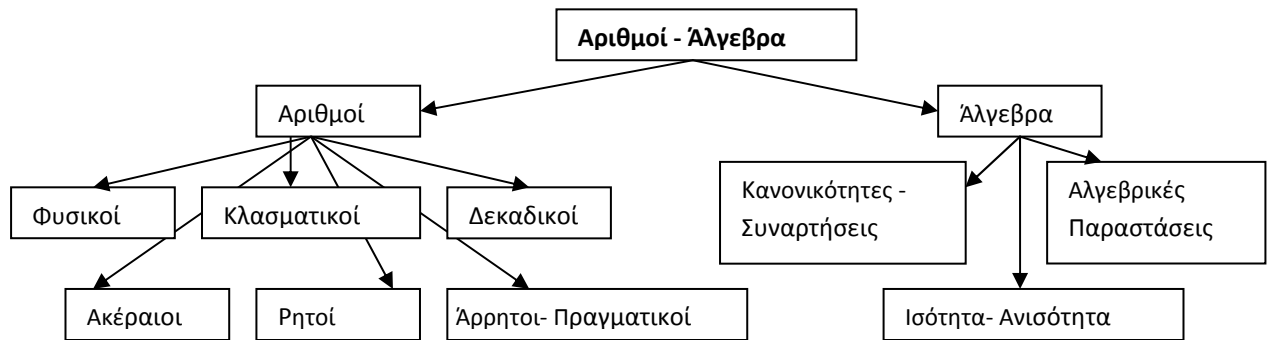 Αριθμοί - Άλγεβρα
Αριθμοί
Άλγεβρα
Φυσικοί
Κλασματικοί
Δεκαδικοί
Κανονικότητες -
Συναρτήσεις
Αλγεβρικές
Παραστάσεις
Ακέραιοι
Ρητοί
Άρρητοι- Πραγματικοί
Ισότητα- Ανισότητα